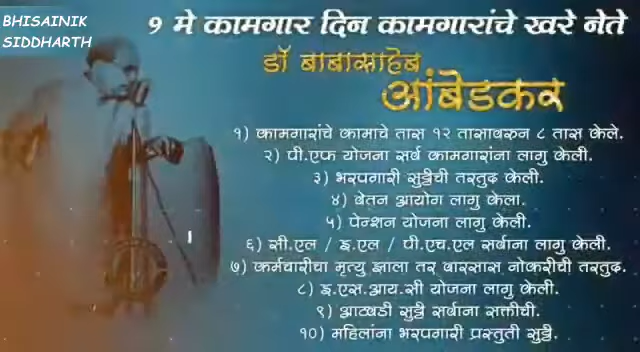 BHISAINIK
SIDDHARTH
१ मे कामगार दिन कामगारांचे खरे नेते
डॉ बाबासाहेब
आंबेडकर
१) कामगारांचे कामाचे तास १२ तासावरुन ८ तास केले.
२) पी.एफ योजना सर्व कामगारांना लागु केली.
३) भरपगारी सुट्टीची तरतुद केली.
४) वेतन आयोग लागु केला.
५) पेन्शन योजना लागु केली.
६) सी.एल / इ.एल / पी.एच.एल सर्वाना लागु केली.
७) कर्मचारीचा मृत्यु झाला तर वारसास नोकरीची तरतुद.
८) इ.एस.आय.सी योजना लागु केली.
९) आठवडी सुट्टी सर्वाना सक्तीची.
१०) महिलांना भरपगारी प्रस्तुती सुट्टी.